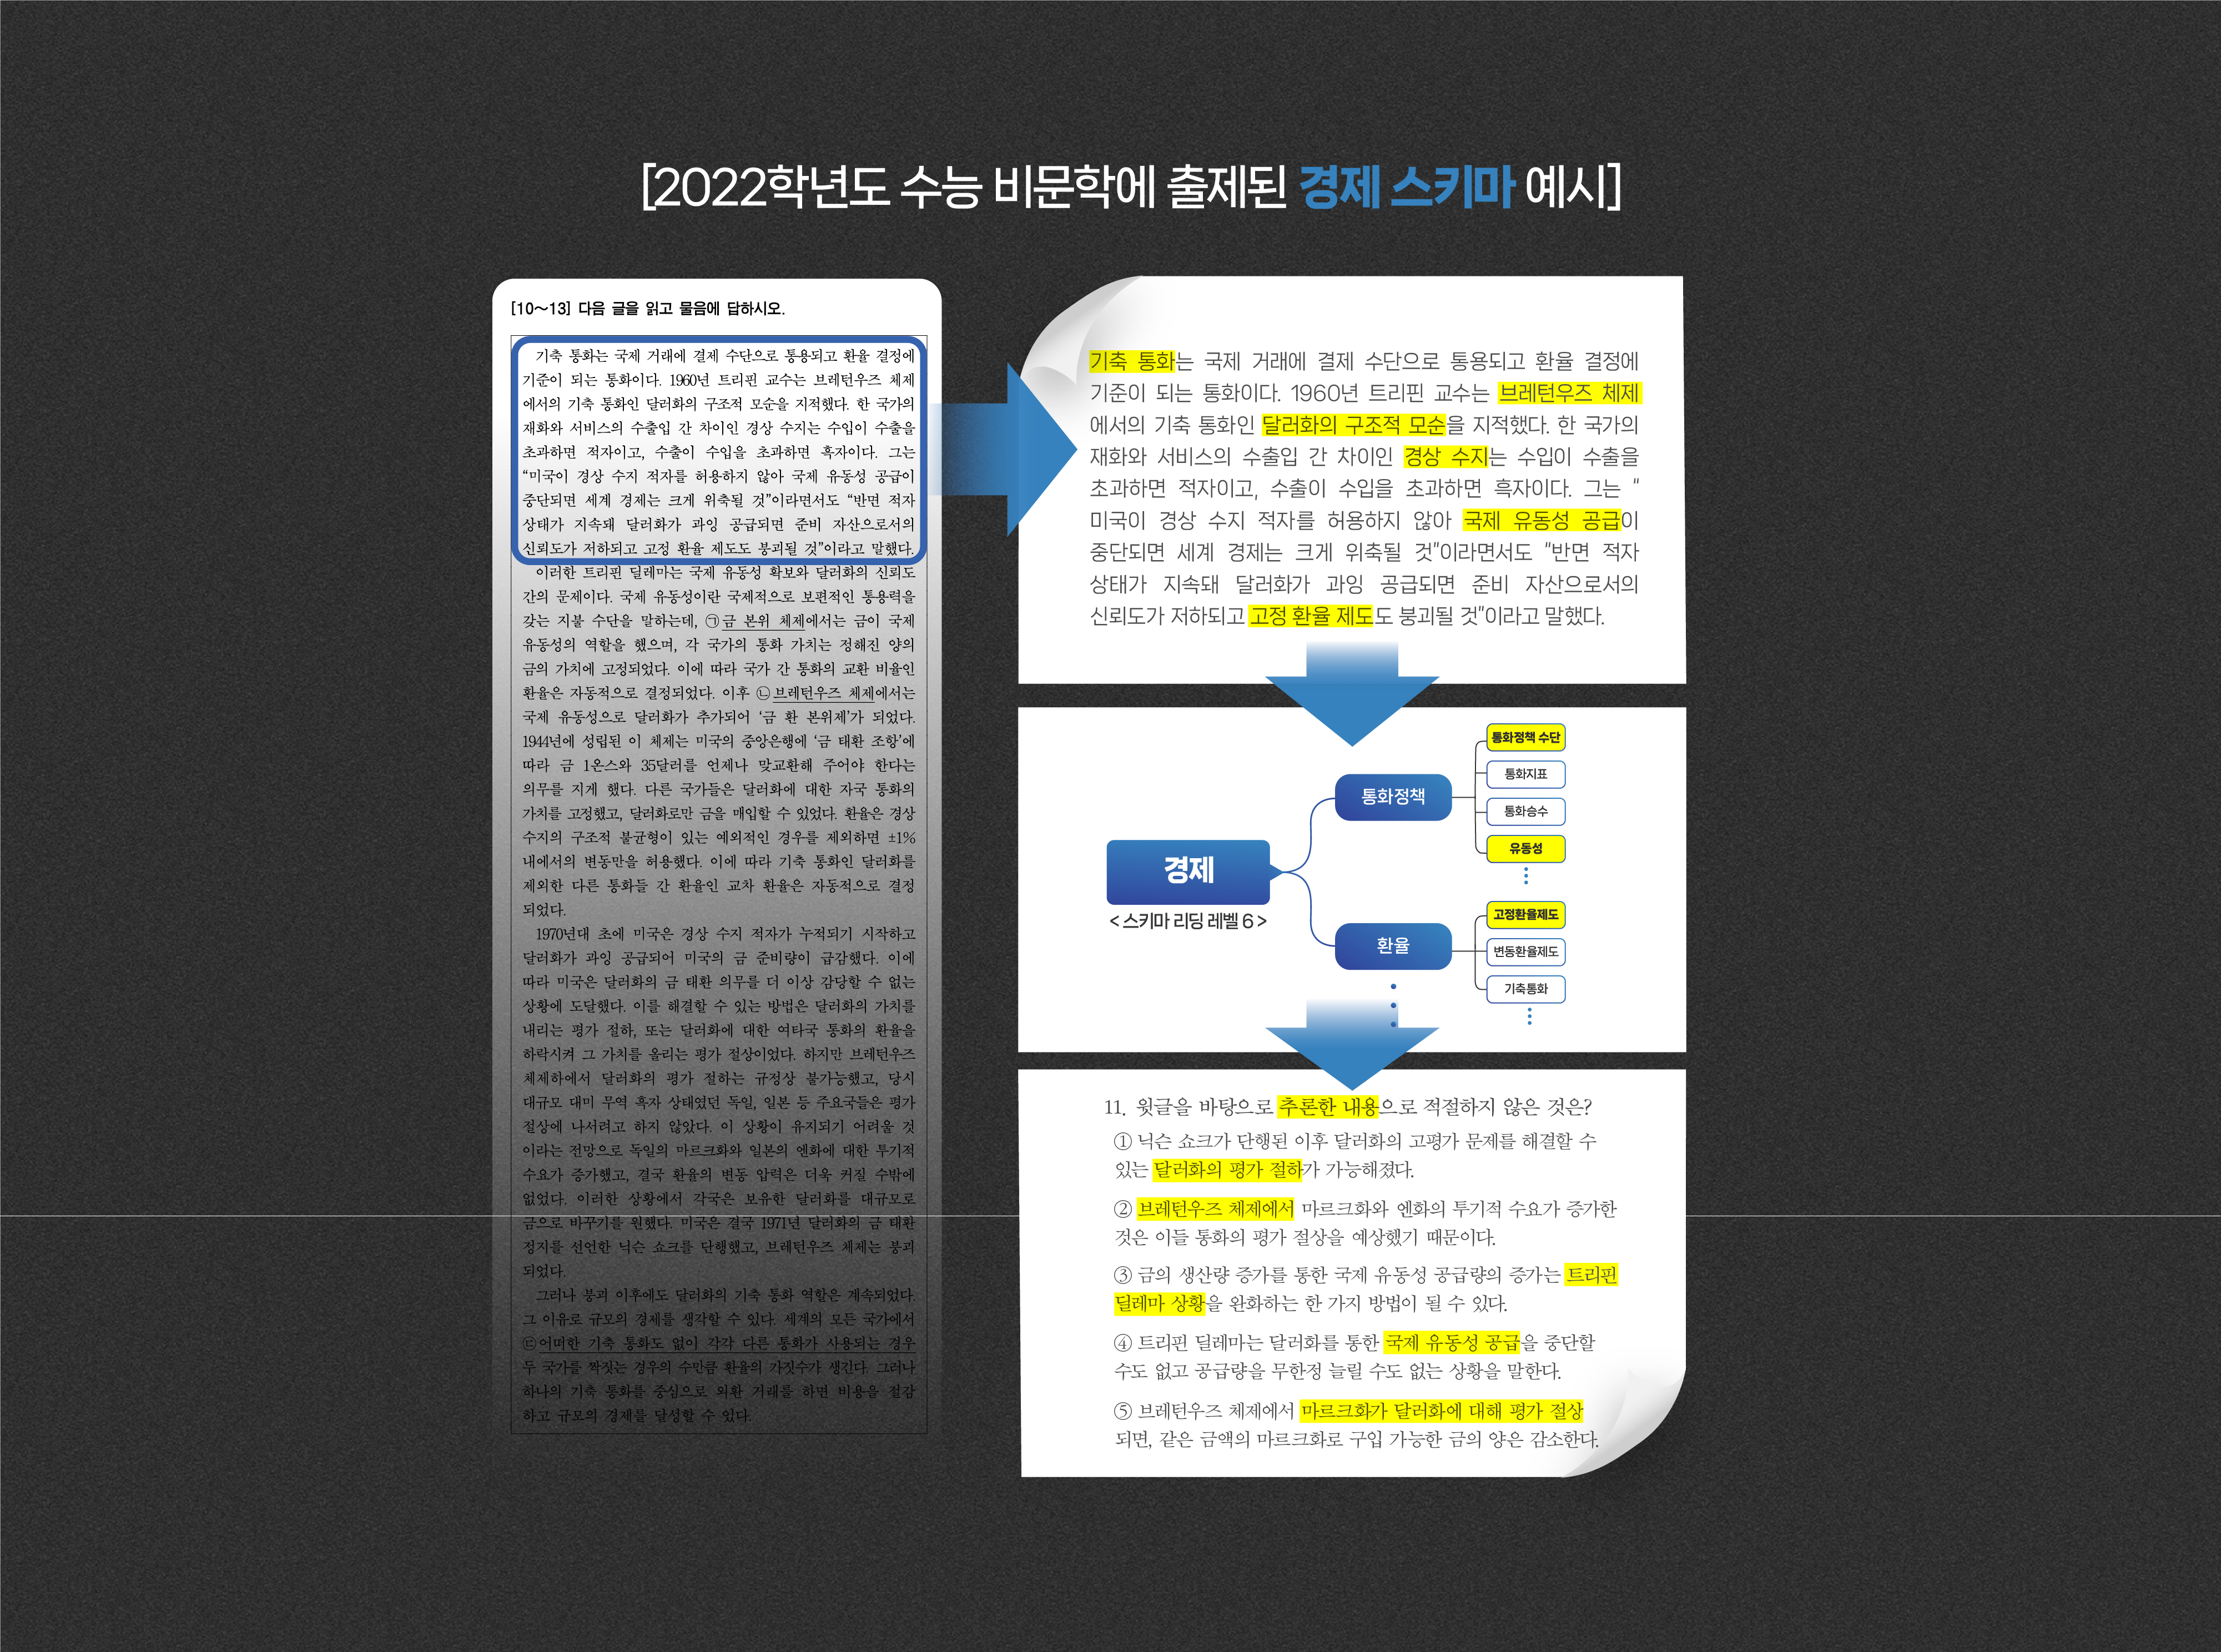 [2022학년도 수능 비문학에 출제된 경제 스키마 예시]
[10～13] 다음 글을 읽고 물음에 답하시오.
기축 통화는 국제 거래에 결제 수단으로 통용되고 환율 결정에
기준이 되는 통화이다. 1960년 트리핀 교수는 브레턴우즈 체제
에서의 기축 통화인 달러화의 구조적 모순을 지적했다. 한 국가의
재화와 서비스의 수출입 간 차이인 경상 수지는 수입이 수출을
초과하면 적자이고, 수출이 수입을 초과하면 흑자이다. 그는
“미국이 경상 수지 적자를 허용하지 않아 국제 유동성 공급이
중단되면 세계 경제는 크게 위축될 것”이라면서도 “반면 적자
상태가 지속돼 달러화가 과잉 공급되면 준비 자산으로서의
신뢰도가 저하되고 고정 환율 제도도 붕괴될 것”이라고 말했다.
이러한 트리핀 딜레마는 국제 유동성 확보와 달러화의 신뢰도
간의 문제이다. 국제 유동성이란 국제적으로 보편적인 통용력을
갖는 지불 수단을 말하는데, ㉠금 본위 체제에서는 금이 국제
유동성의 역할을 했으며, 각 국가의 통화 가치는 정해진 양의
금의 가치에 고정되었다. 이에 따라 국가 간 통화의 교환 비율인
환율은 자동적으로 결정되었다. 이후 ㉡브레턴우즈 체제에서는
국제 유동성으로 달러화가 추가되어 ‘금 환 본위제’가 되었다.
1944년에 성립된 이 체제는 미국의 중앙은행에 ‘금 태환 조항’에
따라 금 1온스와 35달러를 언제나 맞교환해 주어야 한다는
의무를 지게 했다. 다른 국가들은 달러화에 대한 자국 통화의
가치를 고정했고, 달러화로만 금을 매입할 수 있었다. 환율은 경상
수지의 구조적 불균형이 있는 예외적인 경우를 제외하면 ±1%
내에서의 변동만을 허용했다. 이에 따라 기축 통화인 달러화를
제외한 다른 통화들 간 환율인 교차 환율은 자동적으로 결정
되었다.
1970년대 초에 미국은 경상 수지 적자가 누적되기 시작하고
달러화가 과잉 공급되어 미국의 금 준비량이 급감했다. 이에
따라 미국은 달러화의 금 태환 의무를 더 이상 감당할 수 없는
상황에 도달했다. 이를 해결할 수 있는 방법은 달러화의 가치를
내리는 평가 절하, 또는 달러화에 대한 여타국 통화의 환율을
하락시켜 그 가치를 올리는 평가 절상이었다. 하지만 브레턴우즈
체제하에서 달러화의 평가 절하는 규정상 불가능했고, 당시
대규모 대미 무역 흑자 상태였던 독일, 일본 등 주요국들은 평가
절상에 나서려고 하지 않았다. 이 상황이 유지되기 어려울 것
이라는 전망으로 독일의 마르크화와 일본의 엔화에 대한 투기적
수요가 증가했고, 결국 환율의 변동 압력은 더욱 커질 수밖에
없었다. 이러한 상황에서 각국은 보유한 달러화를 대규모로
금으로 바꾸기를 원했다. 미국은 결국 1971년 달러화의 금 태환
정지를 선언한 닉슨 쇼크를 단행했고, 브레턴우즈 체제는 붕괴
되었다.
그러나 붕괴 이후에도 달러화의 기축 통화 역할은 계속되었다.
그 이유로 규모의 경제를 생각할 수 있다. 세계의 모든 국가에서
㉢어떠한 기축 통화도 없이 각각 다른 통화가 사용되는 경우
두 국가를 짝짓는 경우의 수만큼 환율의 가짓수가 생긴다. 그러나
하나의 기축 통화를 중심으로 외환 거래를 하면 비용을 절감
하고 규모의 경제를 달성할 수 있다.
기축 통화는 국제 거래에 결제 수단으로 통용되고 환율 결정에
기준이 되는 통화이다. 1960년 트리핀 교수는 브레턴우즈 체제
에서의 기축 통화인 달러화의 구조적 모순을 지적했다. 한 국가의
재화와 서비스의 수출입 간 차이인 경상 수지는 수입이 수출을
초과하면 적자이고, 수출이 수입을 초과하면 흑자이다. 그는 “
미국이 경상 수지 적자를 허용하지 않아 국제 유동성 공급이
중단되면 세계 경제는 크게 위축될 것”이라면서도 “반면 적자
상태가 지속돼 달러화가 과잉 공급되면 준비 자산으로서의
신뢰도가 저하되고 고정 환율 제도도 붕괴될 것”이라고 말했다.
경제
< 스키마 리딩 레벨 6 >
통화정책
통화정책 수단
통화지표
통화승수
유동성
환율
고정환율제도
변동환율제도
기축통화
11. 윗글을 바탕으로 추론한 내용으로 적절하지 않은 것은?
① 닉슨 쇼크가 단행된 이후 달러화의 고평가 문제를 해결할 수
있는 달러화의 평가 절하가 가능해졌다.
② 브레턴우즈 체제에서 마르크화와 엔화의 투기적 수요가 증가한
것은 이들 통화의 평가 절상을 예상했기 때문이다.
③ 금의 생산량 증가를 통한 국제 유동성 공급량의 증가는 트리핀
딜레마 상황을 완화하는 한 가지 방법이 될 수 있다.
④ 트리핀 딜레마는 달러화를 통한 국제 유동성 공급을 중단할
수도 없고 공급량을 무한정 늘릴 수도 없는 상황을 말한다.
⑤ 브레턴우즈 체제에서 마르크화가 달러화에 대해 평가 절상
되면, 같은 금액의 마르크화로 구입 가능한 금의 양은 감소한다.